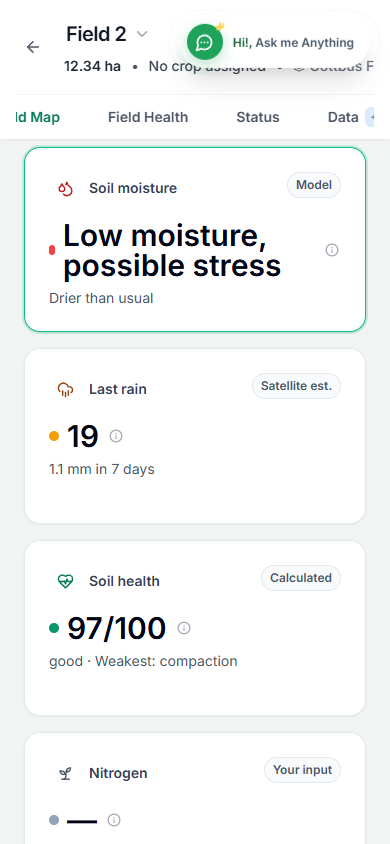 Field 2
Hi!, Ask me Anything
12.34 ha • No crop assigned • Cottbus F
ld Map Field Health Status Data
Soil moisture Model
Low moisture,
possible stress
Drier than usual
Last rain Satellite est.
19
1.1 mm in 7 days
Soil health Calculated
97/100
good · Weakest: compaction
Nitrogen Your input
—